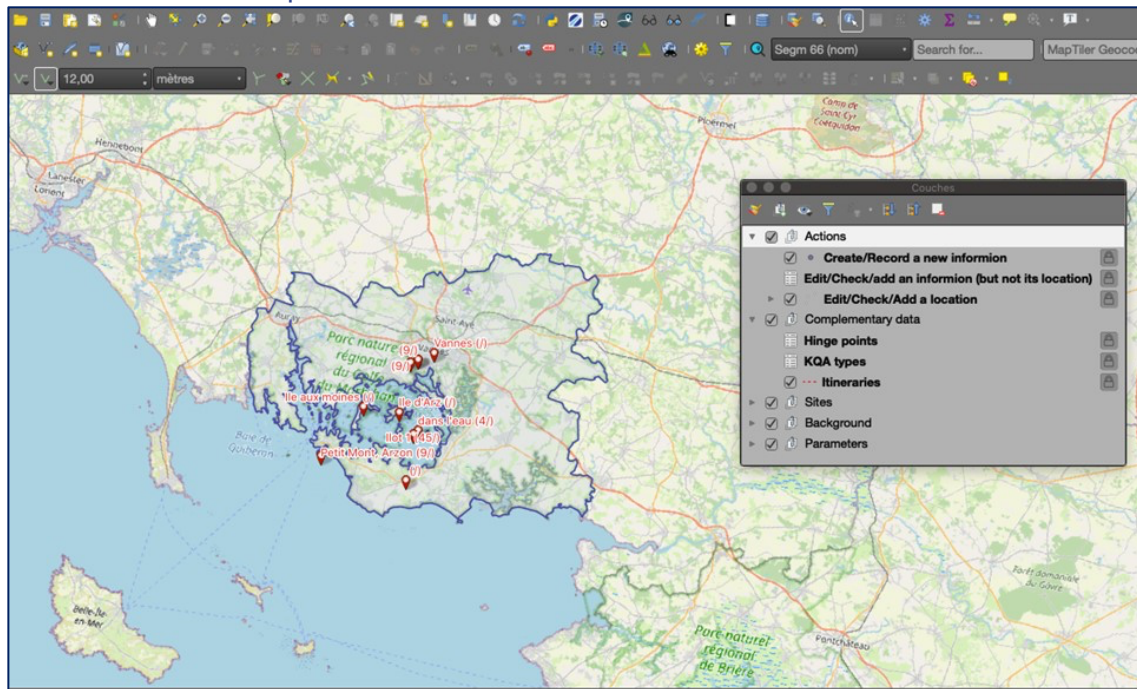 Segm 66 (nom)
Search for...
MapTiler Geocod
12,00
mètres
Camp de
Saint-Cyr
Coëtquidan
Ploërmel
Hennebont
Lanester
Lorient
Couches
Actions
Create/Record a new informion
Edit/Check/add an informion (but not its location)
Edit/Check/Add a location
Complementary data
Hinge points
KQA types
Itineraries
Sites
Background
Parameters
Auray
Saint-Avé
Parc naturel
régional
du Golfe
du Morbihan
Vannes (/)
(9/)
(9/)
Ile aux moines (/)
Ile d'Arz (/)
dans l'eau (4/)
Ilot 1 (45/)
Petit Mont, Arzon (9/)
(/)
Baie de
Quiberon
Belle-Île-
en-Mer
Forêt domaniale
du Gâvre
Parc naturel
régional
de Brière
Pontchâteau